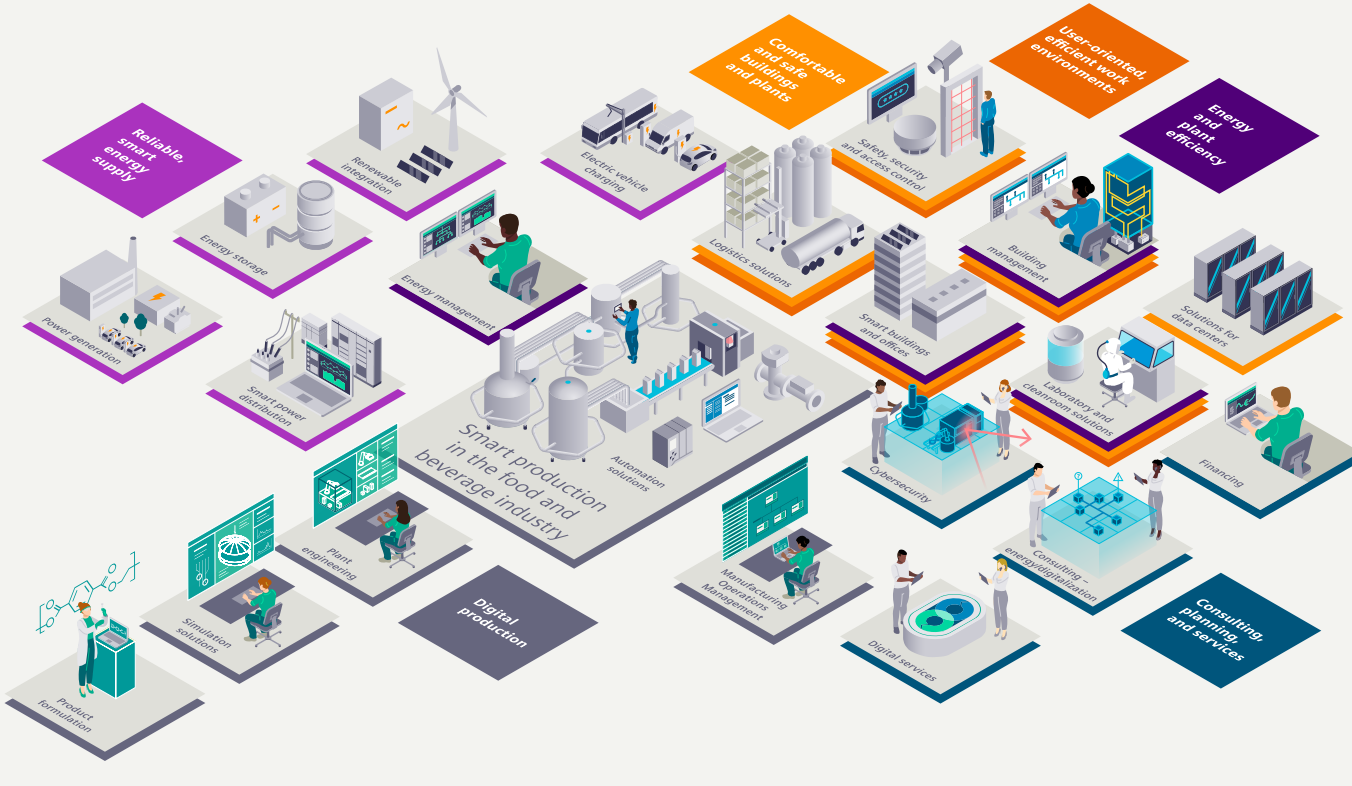 Comfortable
and safe
buildings
and plants
User-oriented,
efficient work
environments
Energy
and
plant
efficiency
Reliable,
smart
energy
supply
Renewable
integration
Electric vehicle
charging
Safety, security
and access control
Energy storage
Logistics solutions
Building
management
Energy management
Power generation
Smart buildings
and offices
Solutions for
data centers
Smart power
distribution
Laboratory and
cleanroom solutions
Smart production
in the food and
beverage industry
Automation
solutions
Cybersecurity
Financing
Plant
engineering
Consulting –
energy/digitalization
Manufacturing
Operations
Management
Simulation
solutions
Digital
production
Digital services
Consulting,
planning,
and services
Product
formulation